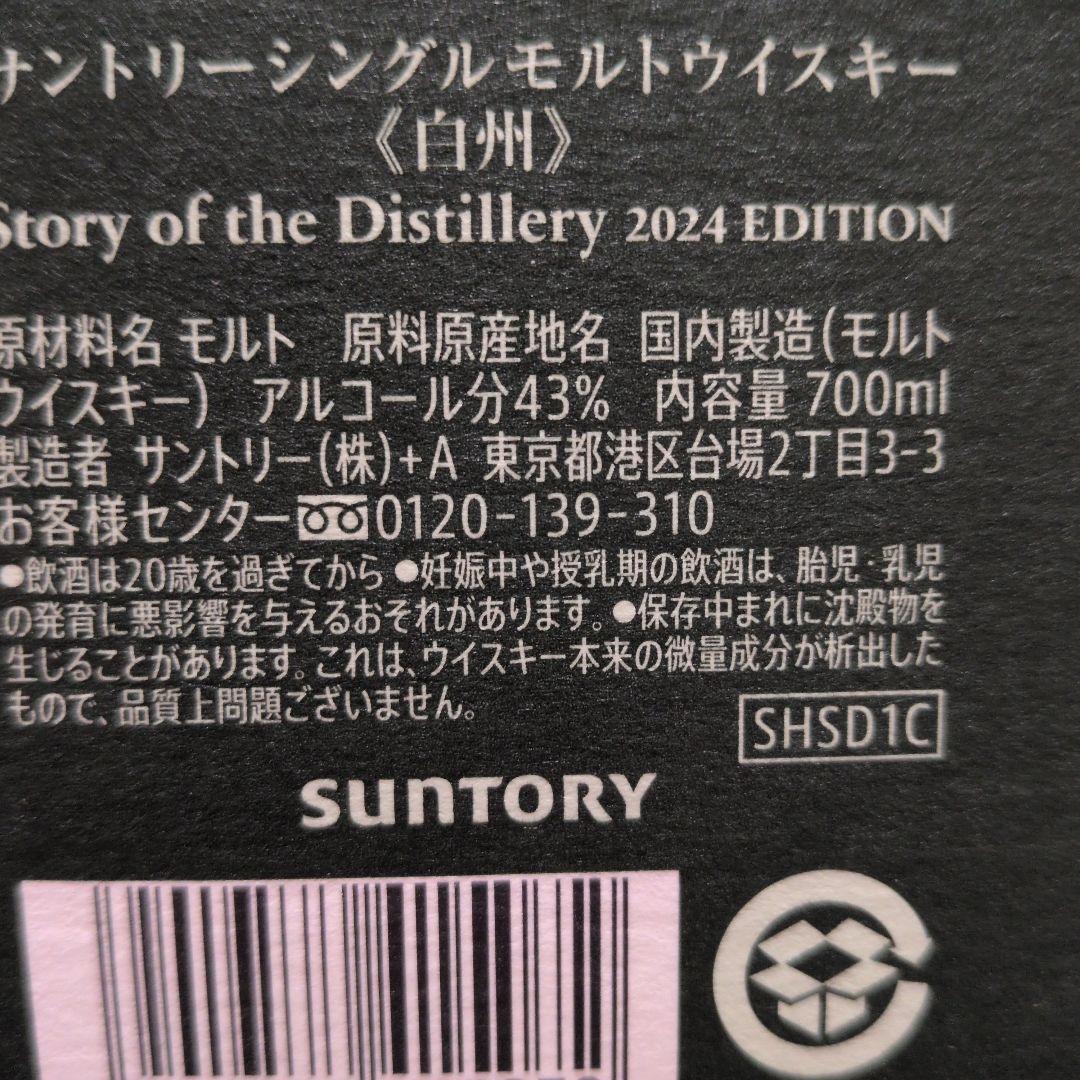 サントリーシングルモルトウイスキー
《白州》
Story of the Distillery 2024 EDITION
原材料名 モルト 原料原産地名 国内製造(モルト
ウイスキー) アルコール分43% 内容量 700ml
製造者 サントリー(株)+A 東京都港区台場2丁目3-3
お客様センター 0120-139-310
●飲酒は20歳を過ぎてから ●妊娠中や授乳期の飲酒は、胎児・乳児
の発育に悪影響を与えるおそれがあります。●保存中まれに沈殿物を
生じることがあります。これは、ウイスキー本来の微量成分が析出した
もので、品質上問題ございません。
SHSD1C
SUNTORY